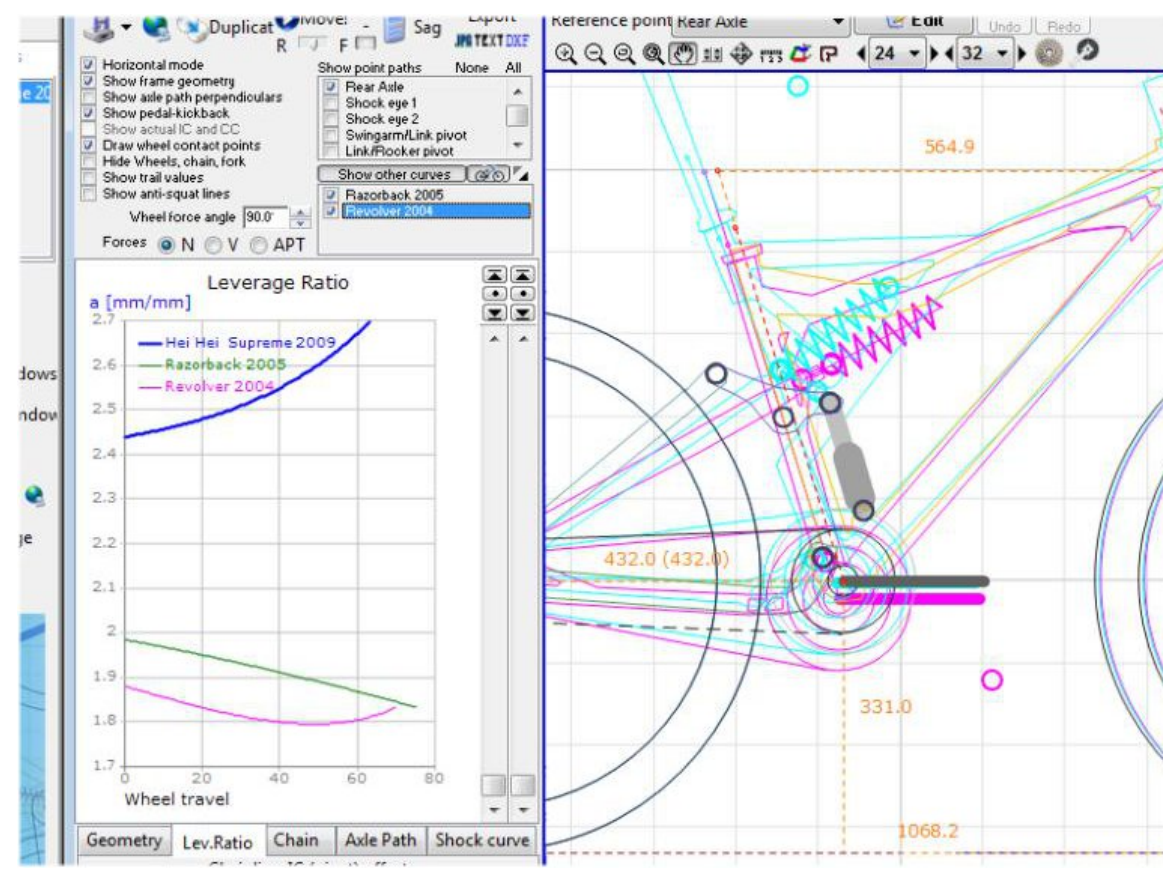 Duplicat
Move:
R F
Sag
Export
JPG TEXT DXF
Reference point Rear Axle
Edit
Undo
Redo
24
32
Horizontal mode
Show frame geometry
Show axle path perpendiculars
Show pedal-kickback
Show actual IC and CC
Draw wheel contact points
Hide Wheels, chain, fork
Show trail values
Show anti-squat lines
Wheel force angle 90.0°
Forces N V APT
Show point paths None All
Rear Axle
Shock eye 1
Shock eye 2
Swingarm/Link pivot
Link/Rocker pivot
Show other curves
Razorback 2005
Revolver 2004
e 20
dows
ndow
ge
Leverage Ratio
a [mm/mm]
2.7
2.6
2.5
2.4
2.3
2.2
2.1
2
1.9
1.8
1.7
Hei Hei Supreme 2009
Razorback 2005
Revolver 2004
0 20 40 60 80
Wheel travel
Geometry Lev.Ratio Chain Axle Path Shock curve
564.9
432.0 (432.0)
331.0
1068.2